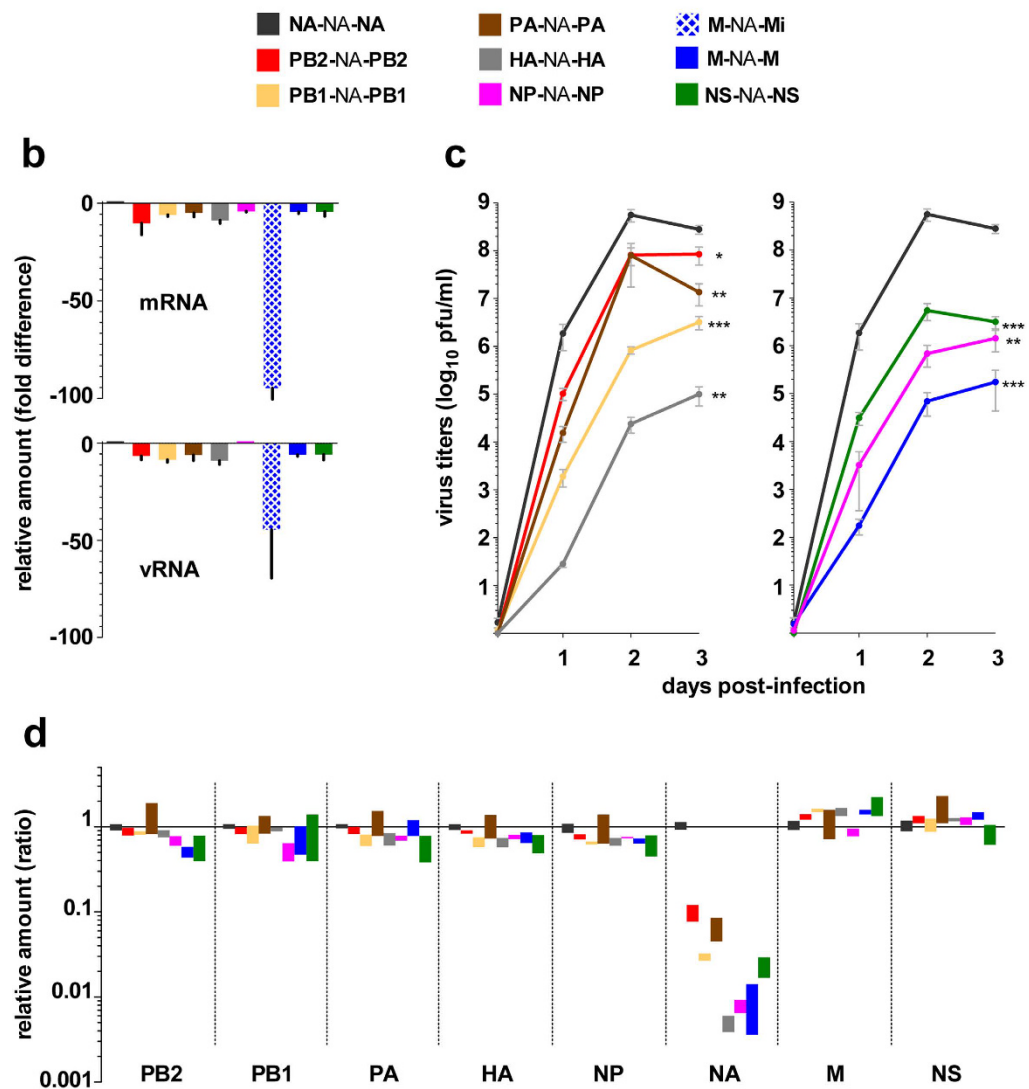 NA-NA-NA PA-NA-PA M-NA-Mi
PB2-NA-PB2 HA-NA-HA M-NA-M
PB1-NA-PB1 NP-NA-NP NS-NA-NS
b
relative amount (fold difference)
0
-50
-100
mRNA
0
-50
-100
vRNA
c
virus titers (log10 pfu/ml)
9
8
7
6
5
4
3
2
1
*
**
***
**
1 2 3
9
8
7
6
5
4
3
2
1
***
**
***
1 2 3
days post-infection
d
relative amount (ratio)
1
0.1
0.01
0.001
PB2 PB1 PA HA NP NA M NS